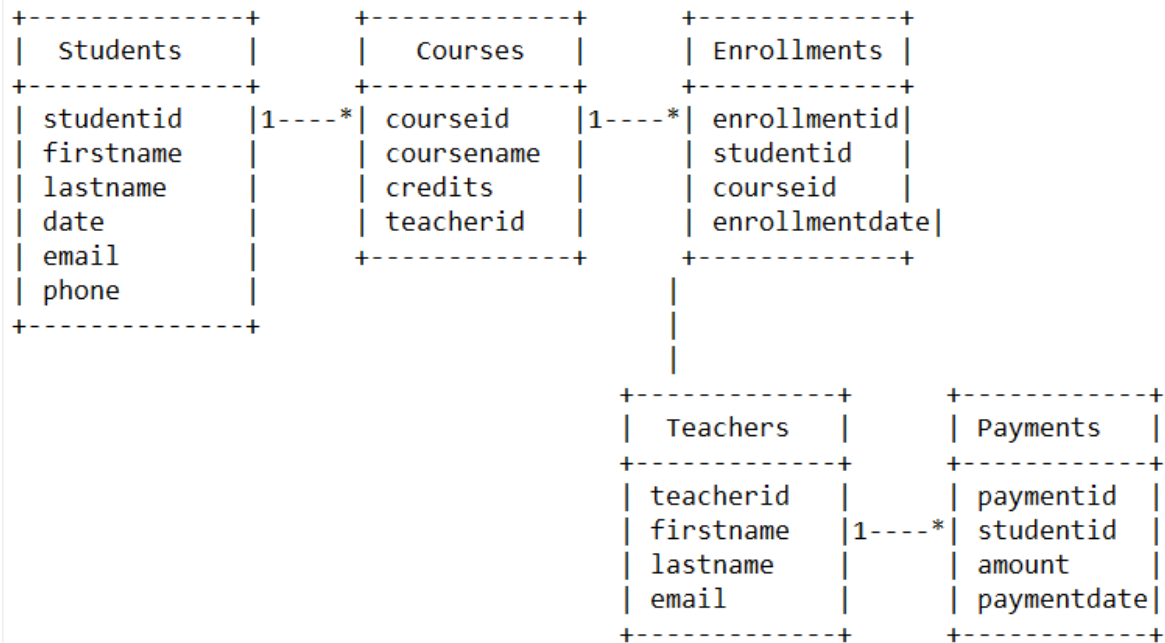 +--------------+      +-------------+      +-------------+
|   Students    |      |   Courses   |      | Enrollments |
+--------------+      +-------------+      +-------------+
| studentid    |1----*| courseid    |1----*| enrollmentid|
| firstname    |      | coursename  |      | studentid   |
| lastname     |      | credits     |      | courseid    |
| date         |      | teacherid   |      | enrollmentdate|
| email        |      +-------------+      +-------------+
| phone        |                           |
+--------------+                           |
                                           |
                                        +-------------+      +------------+
                                        |  Teachers   |      | Payments   |
                                        +-------------+      +------------+
                                        | teacherid   |      | paymentid  |
                                        | firstname   |1----*| studentid  |
                                        | lastname    |      | amount     |
                                        | email       |      | paymentdate|
                                        +-------------+      +------------+